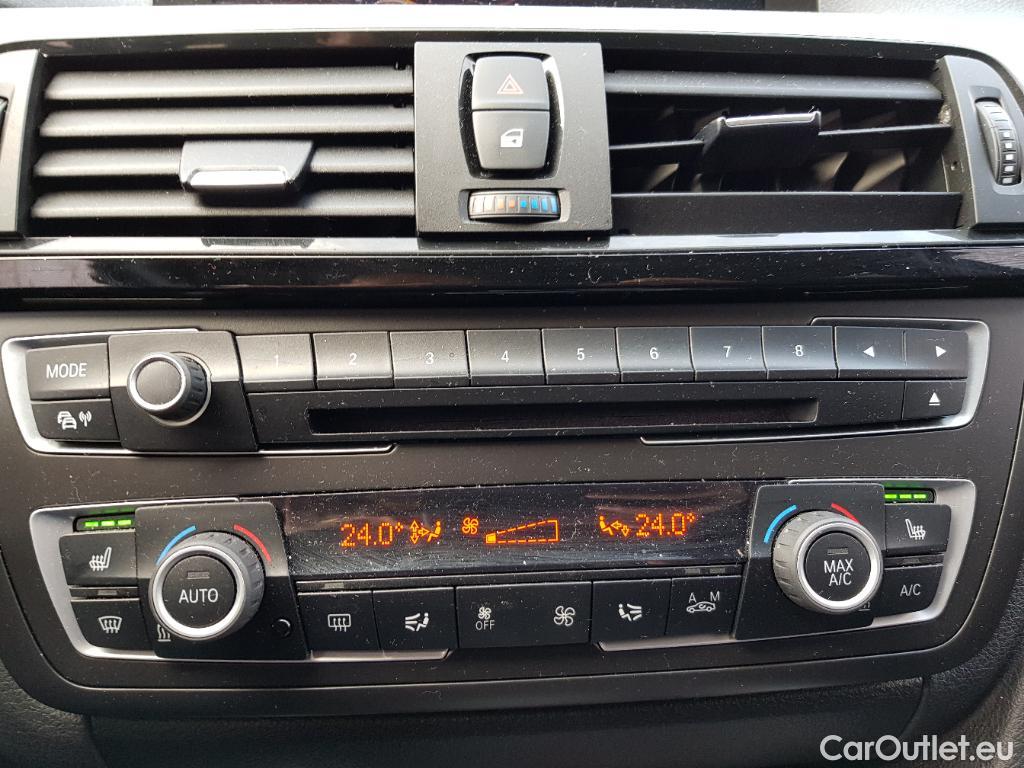 MODE 1 2 3 4 5 6 7 8
24.0° 24.0°
AUTO MAX A/C A/C
OFF A M
CarOutlet.eu